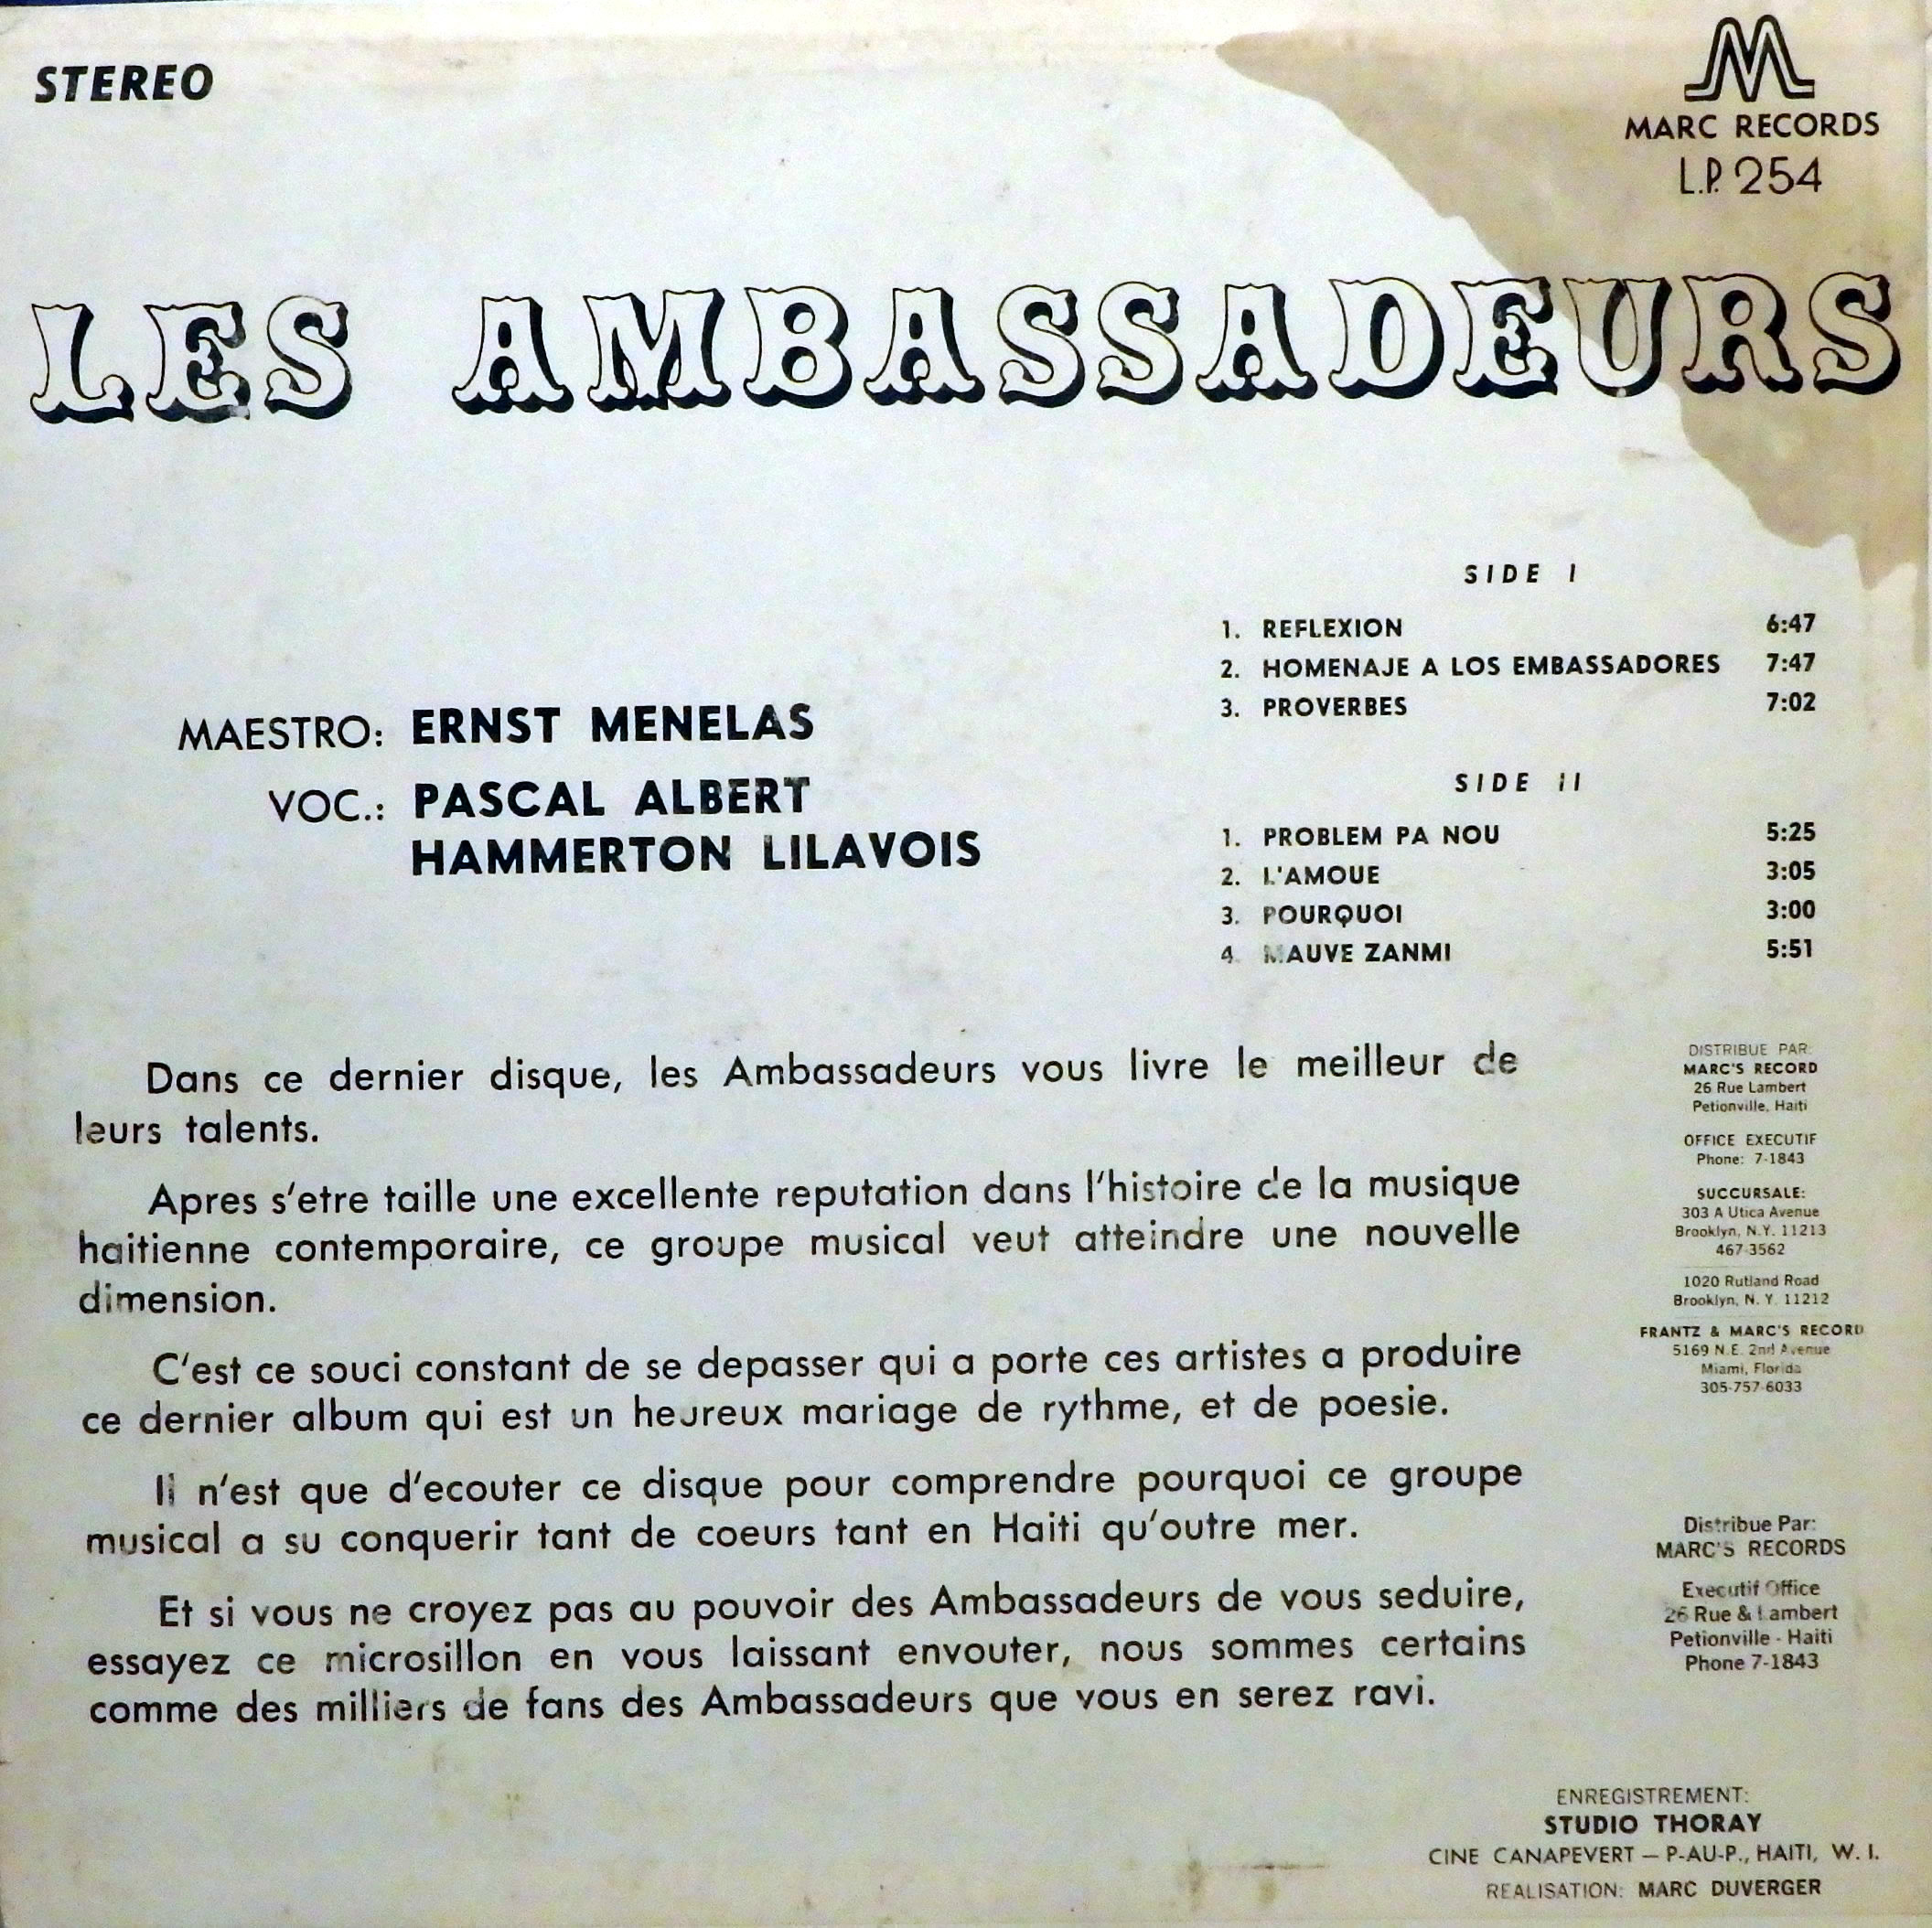 STEREO
MARC RECORDS
L.P. 254
LES AMBASSADEURS
MAESTRO: ERNST MENELAS
VOC.: PASCAL ALBERT
HAMMERTON LILAVOIS
SIDE I
1. REFLEXION 6:47
2. HOMENAJE A LOS EMBASSADORES 7:47
3. PROVERBES 7:02
SIDE II
1. PROBLEM PA NOU 5:25
2. L'AMOUE 3:05
3. POURQUOI 3:00
4. MAUVE ZANMI 5:51
Dans ce dernier disque, les Ambassadeurs vous livre le meilleur de
leurs talents.
Apres s'etre taille une excellente reputation dans l'histoire de la musique
haitienne contemporaire, ce groupe musical veut atteindre une nouvelle
dimension.
C'est ce souci constant de se depasser qui a porte ces artistes a produire
ce dernier album qui est un heureux mariage de rythme, et de poesie.
Il n'est que d'ecouter ce disque pour comprendre pourquoi ce groupe
musical a su conquerir tant de coeurs tant en Haiti qu'outre mer.
Et si vous ne croyez pas au pouvoir des Ambassadeurs de vous seduire,
essayez ce microsillon en vous laissant envouter, nous sommes certains
comme des milliers de fans des Ambassadeurs que vous en serez ravi.
DISTRIBUE PAR:
MARC'S RECORD
26 Rue Lambert
Petionville, Haiti
OFFICE EXECUTIF
Phone: 7-1843
SUCCURSALE:
303 A Utica Avenue
Brooklyn, N.Y. 11213
467-3562
1020 Rutland Road
Brooklyn, N. Y. 11212
FRANTZ & MARC'S RECORD
5169 N.E. 2nd Avenue
Miami, Florida
305-757-6033
Distribue Par:
MARC'S RECORDS
Executif Office
26 Rue & Lambert
Petionville - Haiti
Phone 7-1843
ENREGISTREMENT:
STUDIO THORAY
CINE CANAPEVERT — P-AU-P., HAITI, W. I.
REALISATION: MARC DUVERGER